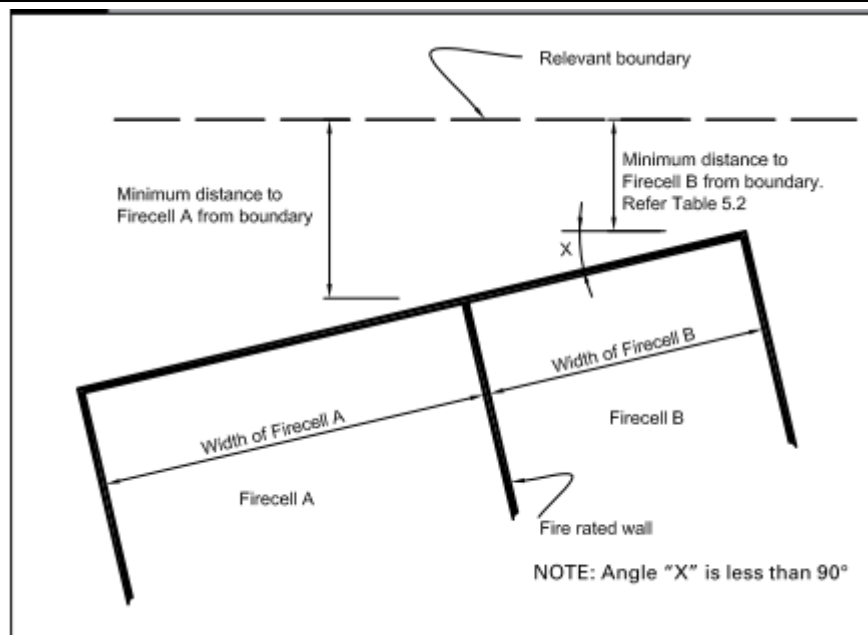 Relevant boundary
Minimum distance to
Firecell A from boundary
Minimum distance to
Firecell B from boundary.
Refer Table 5.2
X
Width of Firecell B
Width of Firecell A
Firecell B
Firecell A
Fire rated wall
NOTE: Angle “X” is less than 90°